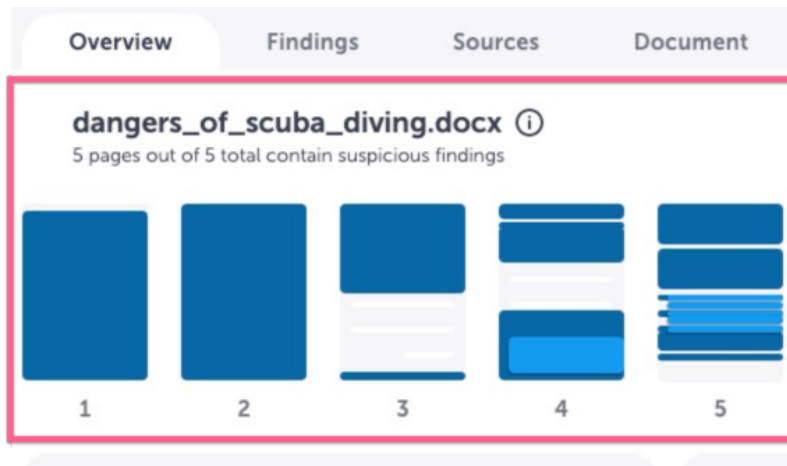 Overview Findings Sources Document
dangers_of_scuba_diving.docx
5 pages out of 5 total contain suspicious findings
1 2 3 4 5